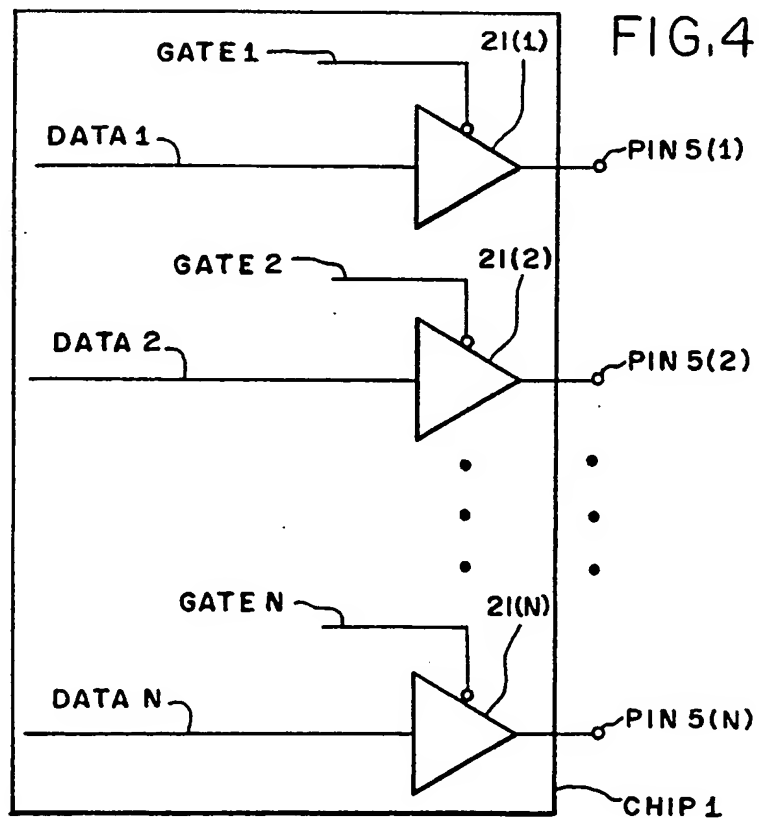 FIG.4
GATE 1
21(1)
DATA 1
PIN 5(1)
GATE 2
21(2)
DATA 2
PIN 5(2)
GATE N
21(N)
DATA N
PIN 5(N)
CHIP 1